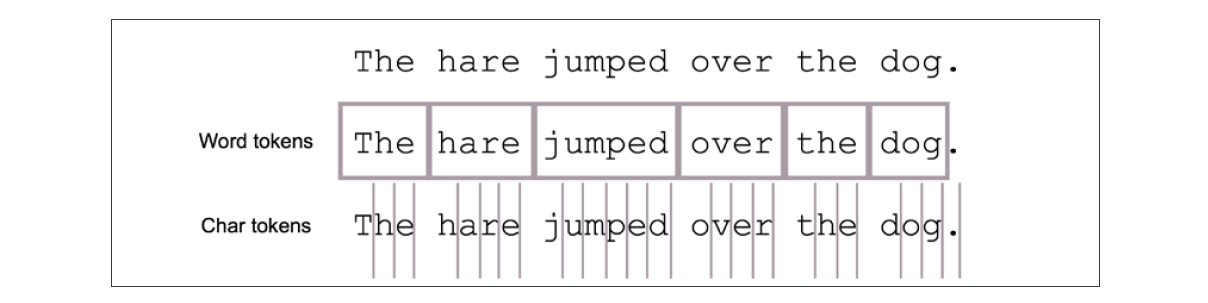 The hare jumped over the dog.
Word tokens The hare jumped over the dog.
Char tokens The hare jumped over the dog.